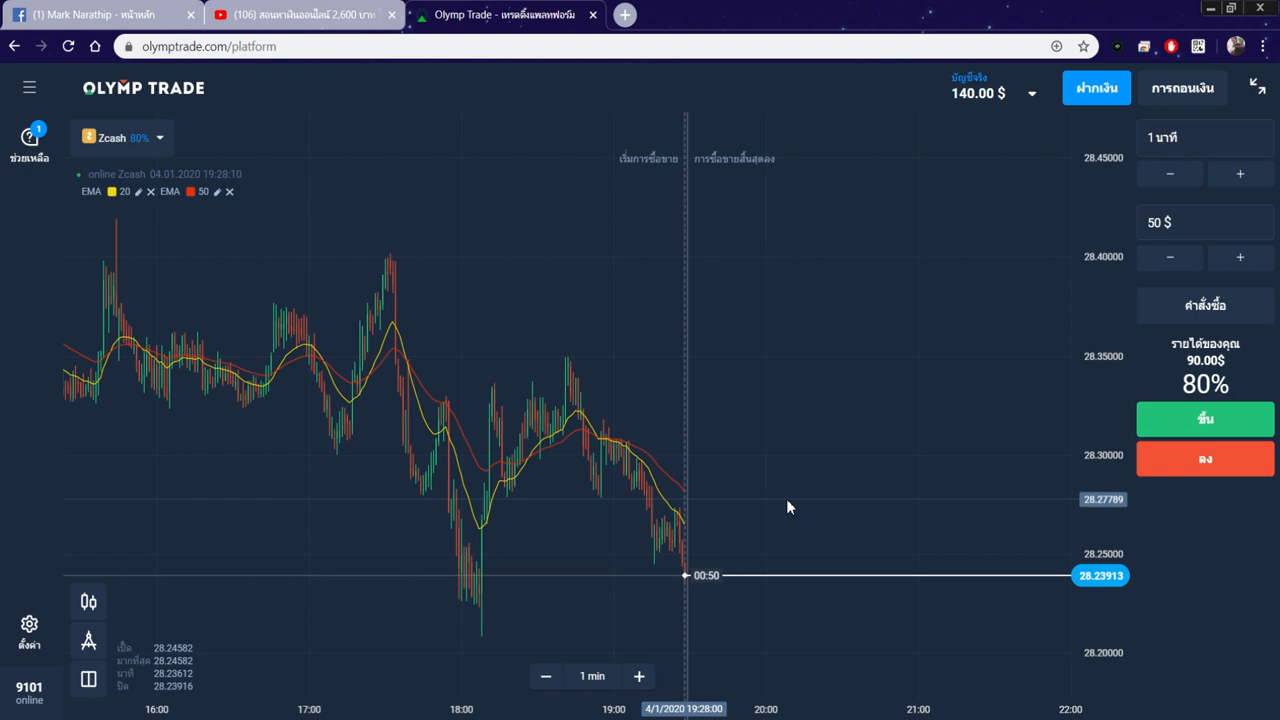 (1) Mark Narathip - หน้าหลัก
(106) สอนหาเงินออนไลน์ 2,600 บาท
Olymp Trade - เทรดดิ้งแพลทฟอร์ม
olymptrade.com/platform
OLYMP TRADE
บัญชีจริง
140.00 $
ฝากเงิน
การถอนเงิน
1
ช่วยเหลือ
Zcash 80%
online Zcash 04.01.2020 19:28:10
EMA 20 EMA 50
เริ่มการซื้อขาย
การซื้อขายสิ้นสุดลง
28.45000
28.40000
28.35000
28.30000
28.27789
28.25000
28.23913
28.20000
00:50
1 นาที
50 $
คำสั่งซื้อ
รายได้ของคุณ
90.00$
80%
ขึ้น
ลง
ตั้งค่า
9101
online
เปิด 28.24582
มากที่สุด 28.24582
นาที 28.23612
ปิด 28.23916
1 min
16:00
17:00
18:00
19:00
4/1/2020 19:28:00
20:00
21:00
22:00